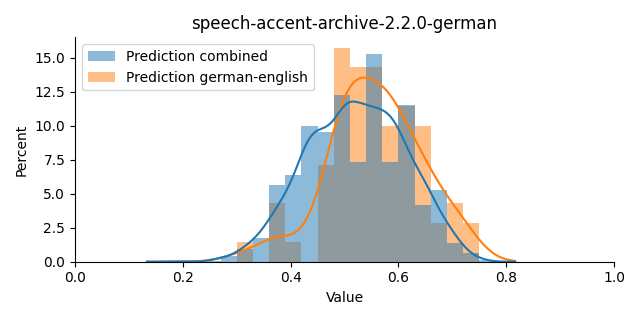 speech-accent-archive-2.2.0-german
Prediction combined
Prediction german-english
Percent
15.0
12.5
10.0
7.5
5.0
2.5
0.0
0.0 0.2 0.4 0.6 0.8 1.0
Value